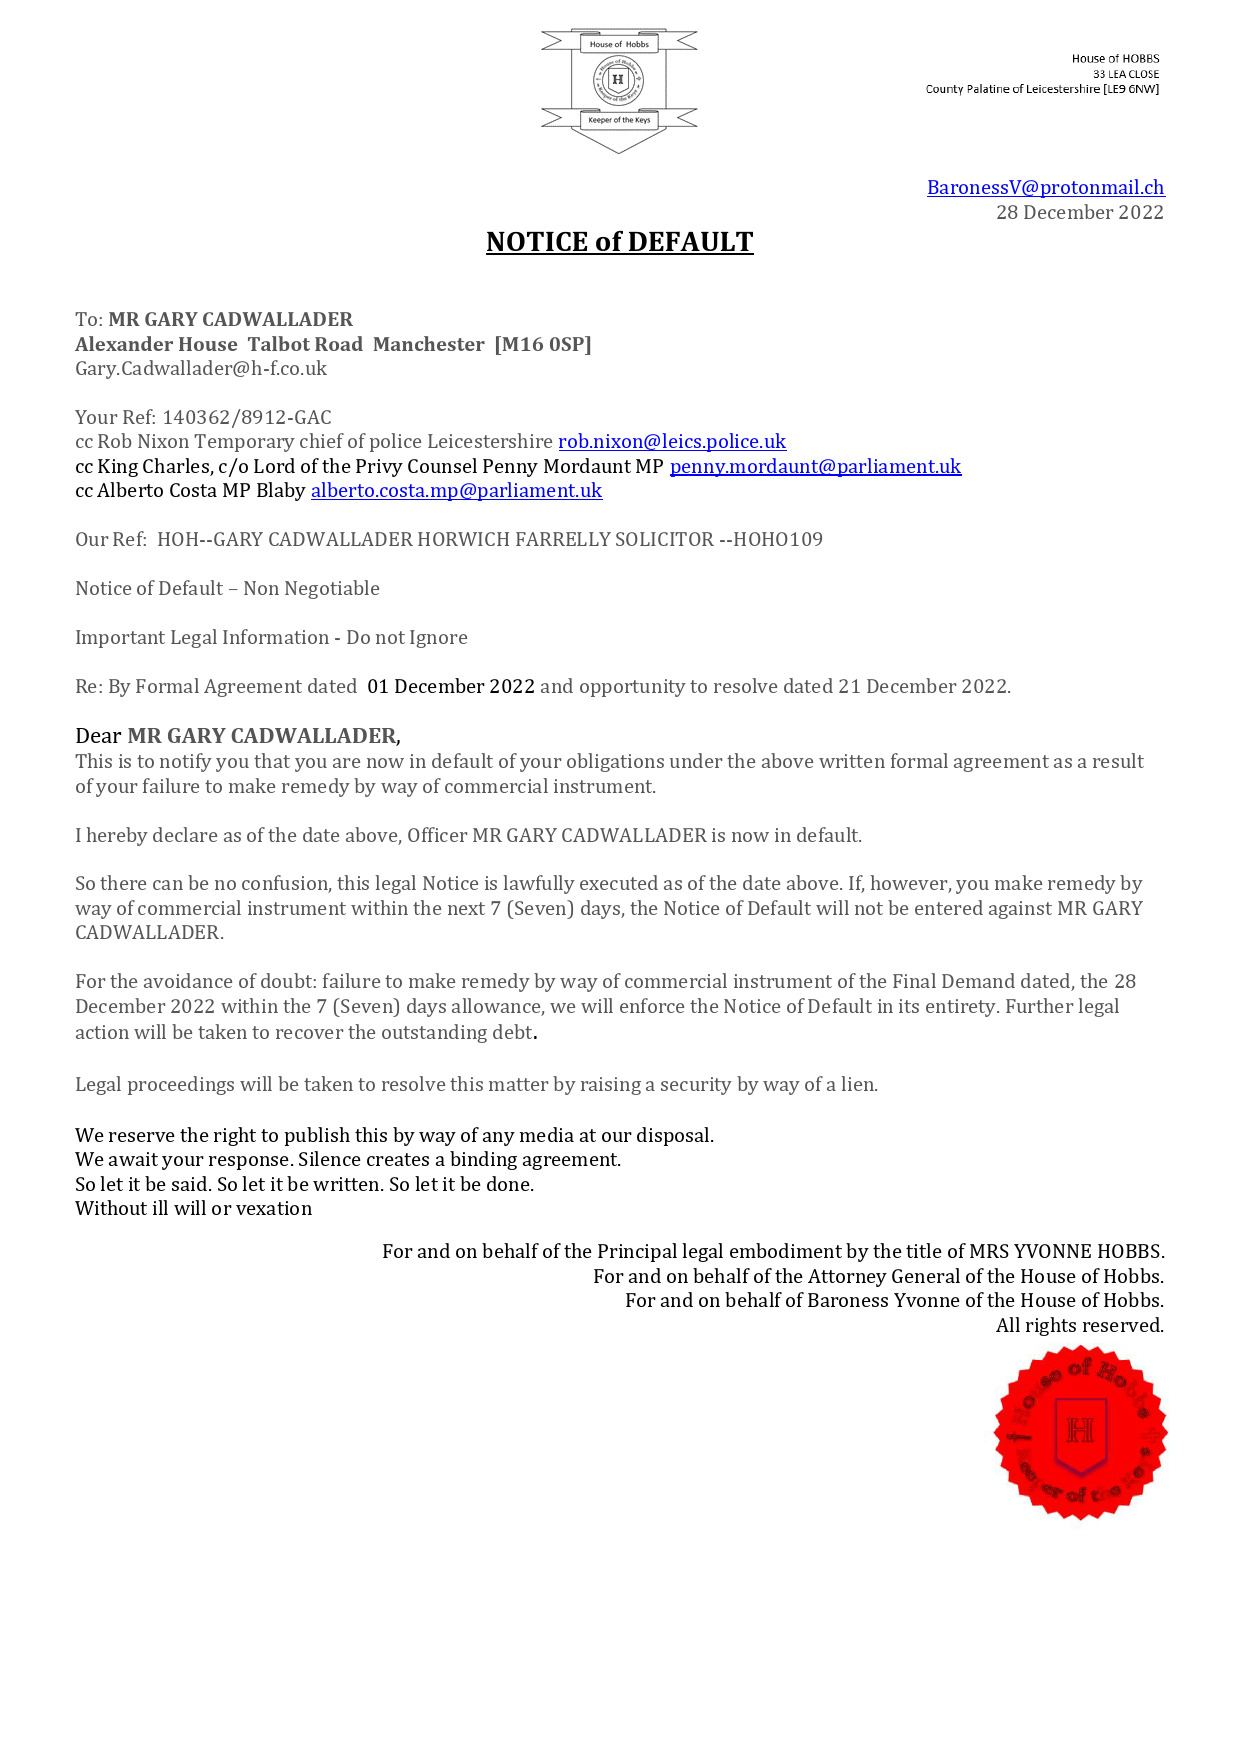 House of Hobbs
House of Hobbs
H
Keeper of the Keys
Keeper of the Keys
House of HOBBS
33 LEA CLOSE
County Palatine of Leicestershire [LE9 6NW]
BaronessV@protonmail.ch
28 December 2022
NOTICE of DEFAULT
To: MR GARY CADWALLADER
Alexander House Talbot Road Manchester [M16 0SP]
Gary.Cadwallader@h-f.co.uk
Your Ref: 140362/8912-GAC
cc Rob Nixon Temporary chief of police Leicestershire rob.nixon@leics.police.uk
cc King Charles, c/o Lord of the Privy Counsel Penny Mordaunt MP penny.mordaunt@parliament.uk
cc Alberto Costa MP Blaby alberto.costa.mp@parliament.uk
Our Ref: HOH--GARY CADWALLADER HORWICH FARRELLY SOLICITOR --HOHO109
Notice of Default – Non Negotiable
Important Legal Information - Do not Ignore
Re: By Formal Agreement dated 01 December 2022 and opportunity to resolve dated 21 December 2022.
Dear MR GARY CADWALLADER,
This is to notify you that you are now in default of your obligations under the above written formal agreement as a result
of your failure to make remedy by way of commercial instrument.
I hereby declare as of the date above, Officer MR GARY CADWALLADER is now in default.
So there can be no confusion, this legal Notice is lawfully executed as of the date above. If, however, you make remedy by
way of commercial instrument within the next 7 (Seven) days, the Notice of Default will not be entered against MR GARY
CADWALLADER.
For the avoidance of doubt: failure to make remedy by way of commercial instrument of the Final Demand dated, the 28
December 2022 within the 7 (Seven) days allowance, we will enforce the Notice of Default in its entirety. Further legal
action will be taken to recover the outstanding debt.
Legal proceedings will be taken to resolve this matter by raising a security by way of a lien.
We reserve the right to publish this by way of any media at our disposal.
We await your response. Silence creates a binding agreement.
So let it be said. So let it be written. So let it be done.
Without ill will or vexation
For and on behalf of the Principal legal embodiment by the title of MRS YVONNE HOBBS.
For and on behalf of the Attorney General of the House of Hobbs.
For and on behalf of Baroness Yvonne of the House of Hobbs.
All rights reserved.
House of Hobbs
H
Keeper of the Keys